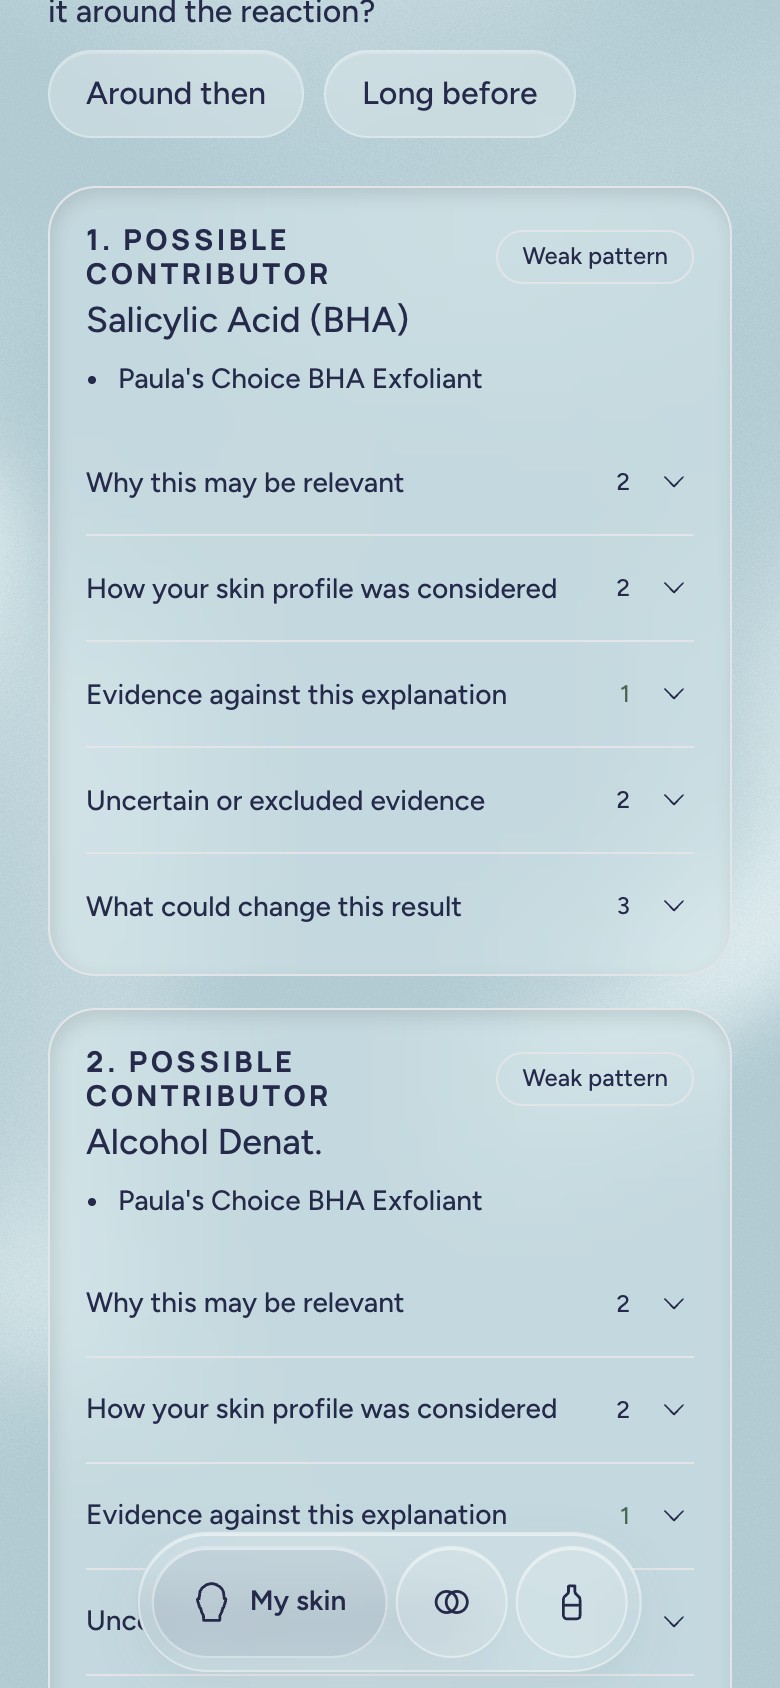 it around the reaction?
Around then
Long before
1. POSSIBLE
CONTRIBUTOR
Weak pattern
Salicylic Acid (BHA)
• Paula's Choice BHA Exfoliant
Why this may be relevant 2
How your skin profile was considered 2
Evidence against this explanation 1
Uncertain or excluded evidence 2
What could change this result 3
2. POSSIBLE
CONTRIBUTOR
Weak pattern
Alcohol Denat.
• Paula's Choice BHA Exfoliant
Why this may be relevant 2
How your skin profile was considered 2
Evidence against this explanation 1
My skin